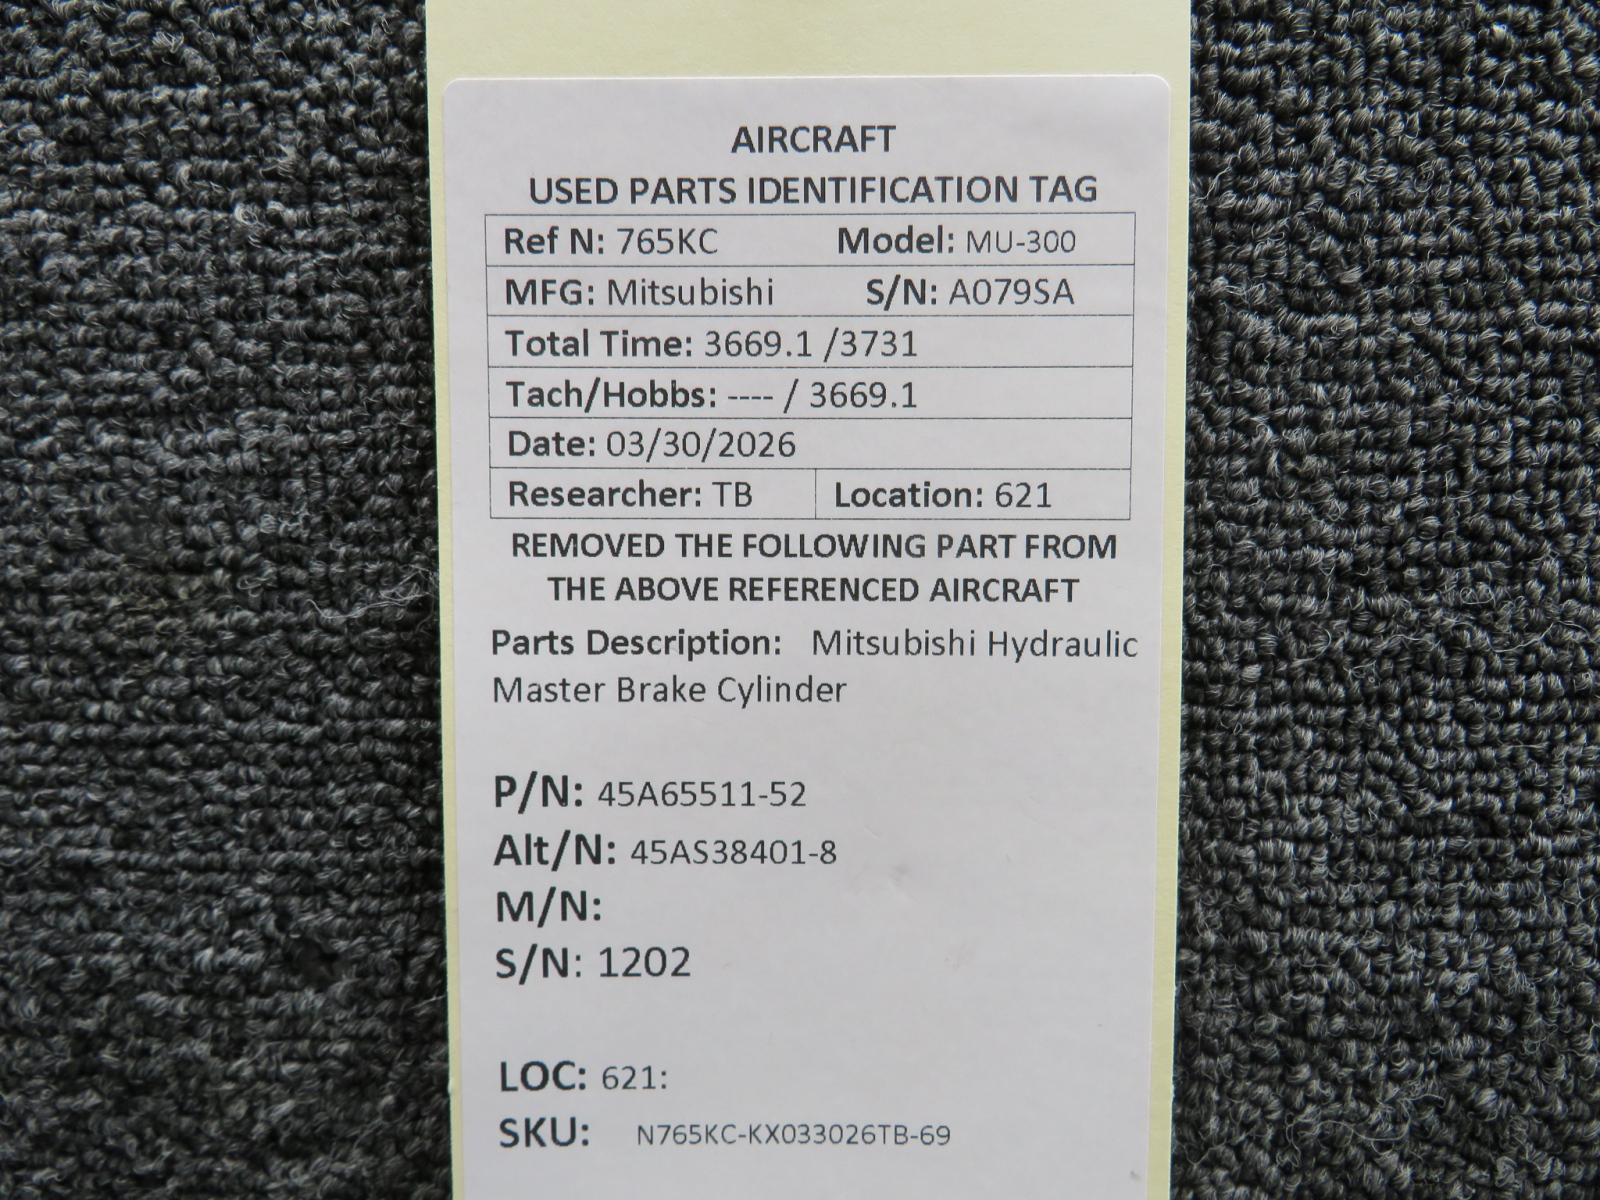 AIRCRAFT
USED PARTS IDENTIFICATION TAG
Ref N: 765KC Model: MU-300
MFG: Mitsubishi S/N: A079SA
Total Time: 3669.1 /3731
Tach/Hobbs: ---- / 3669.1
Date: 03/30/2026
Researcher: TB Location: 621
REMOVED THE FOLLOWING PART FROM
THE ABOVE REFERENCED AIRCRAFT
Parts Description: Mitsubishi Hydraulic
Master Brake Cylinder
P/N: 45A65511-52
Alt/N: 45AS38401-8
M/N:
S/N: 1202
LOC: 621:
SKU: N765KC-KX033026TB-69